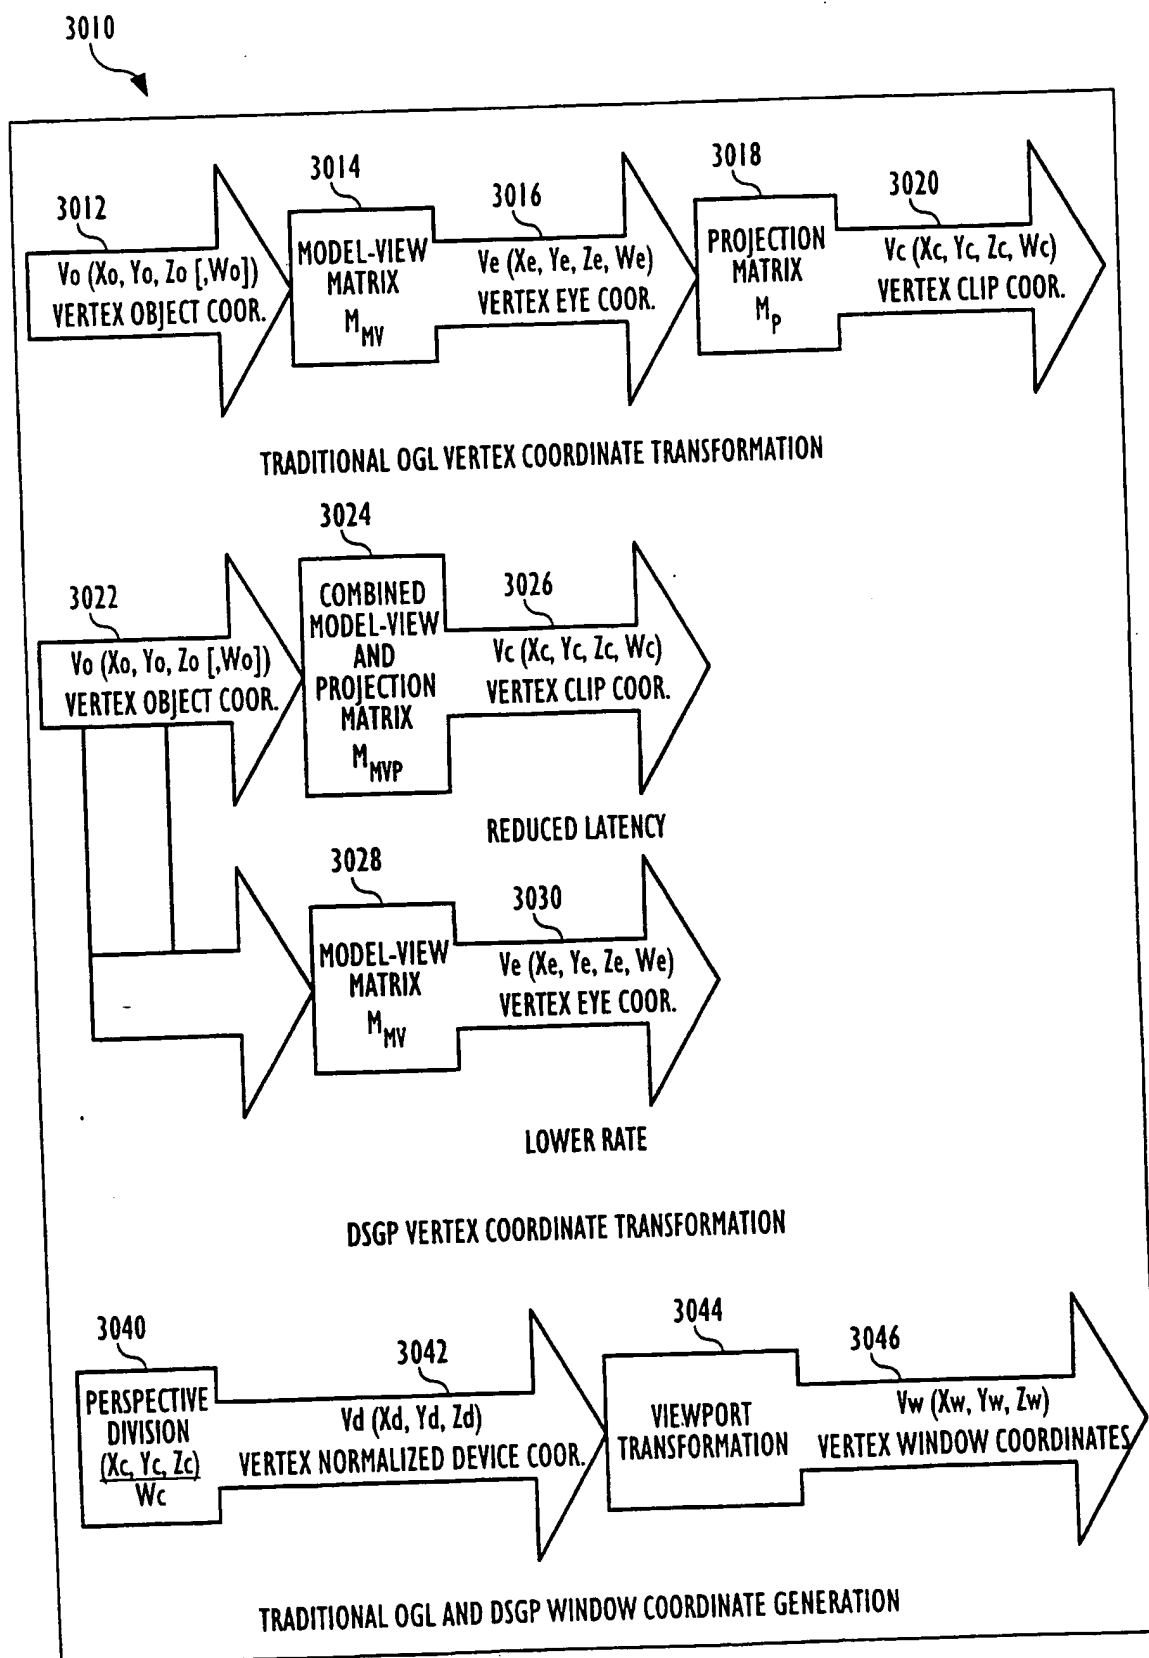 3010
3012
Vo (Xo, Yo, Zo [,Wo])
VERTEX OBJECT COOR.
3014
MODEL-VIEW
MATRIX
M MV
3016
Ve (Xe, Ye, Ze, We)
VERTEX EYE COOR.
3018
PROJECTION
MATRIX
M P
3020
Vc (Xc, Yc, Zc, Wc)
VERTEX CLIP COOR.
TRADITIONAL OGL VERTEX COORDINATE TRANSFORMATION
3022
Vo (Xo, Yo, Zo [,Wo])
VERTEX OBJECT COOR.
3024
COMBINED
MODEL-VIEW
AND
PROJECTION
MATRIX
M MVP
3026
Vc (Xc, Yc, Zc, Wc)
VERTEX CLIP COOR.
REDUCED LATENCY
3028
MODEL-VIEW
MATRIX
M MV
3030
Ve (Xe, Ye, Ze, We)
VERTEX EYE COOR.
LOWER RATE
DSGP VERTEX COORDINATE TRANSFORMATION
3040
PERSPECTIVE
DIVISION
(Xc, Yc, Zc)
Wc
3042
Vd (Xd, Yd, Zd)
VERTEX NORMALIZED DEVICE COOR.
3044
VIEWPORT
TRANSFORMATION
3046
Vw (Xw, Yw, Zw)
VERTEX WINDOW COORDINATES
TRADITIONAL OGL AND DSGP WINDOW COORDINATE GENERATION